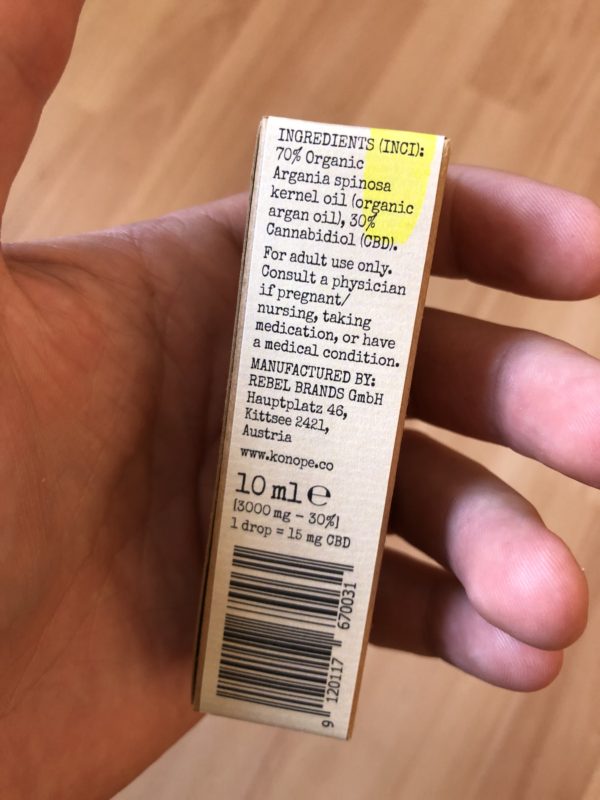 INGREDIENTS (INCI):
70% Organic
Argania spinosa
kernel oil (organic
argan oil), 30%
Cannabidiol (CBD).
For adult use only.
Consult a physician
if pregnant/
nursing, taking
medication, or have
a medical condition.
MANUFACTURED BY:
REBEL BRANDS GmbH
Hauptplatz 46,
Kittsee 2421,
Austria
www.konope.co
10 ml ℮
(3000 mg - 30%)
1 drop = 15 mg CBD
9 120117 670031